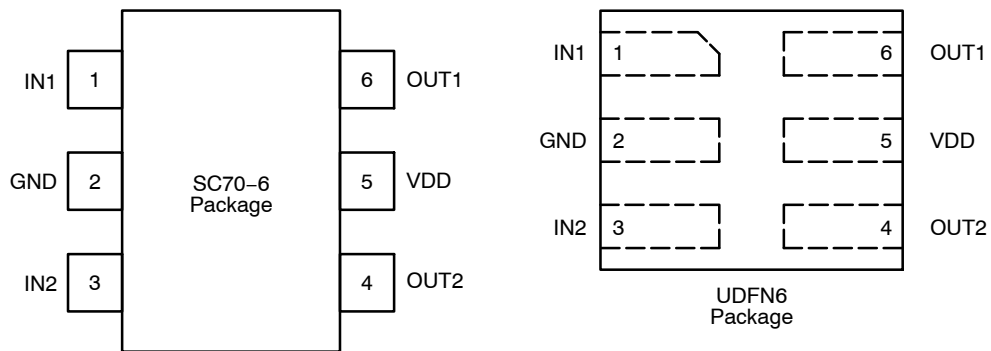 IN1 1 6 OUT1
GND 2 5 VDD
IN2 3 4 OUT2
SC70–6
Package
IN1 1 6 OUT1
GND 2 5 VDD
IN2 3 4 OUT2
UDFN6
Package